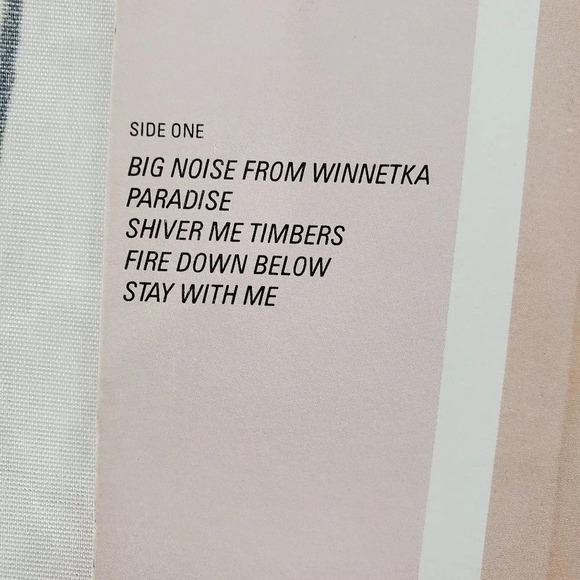 SIDE ONE
BIG NOISE FROM WINNETKA
PARADISE
SHIVER ME TIMBERS
FIRE DOWN BELOW
STAY WITH ME